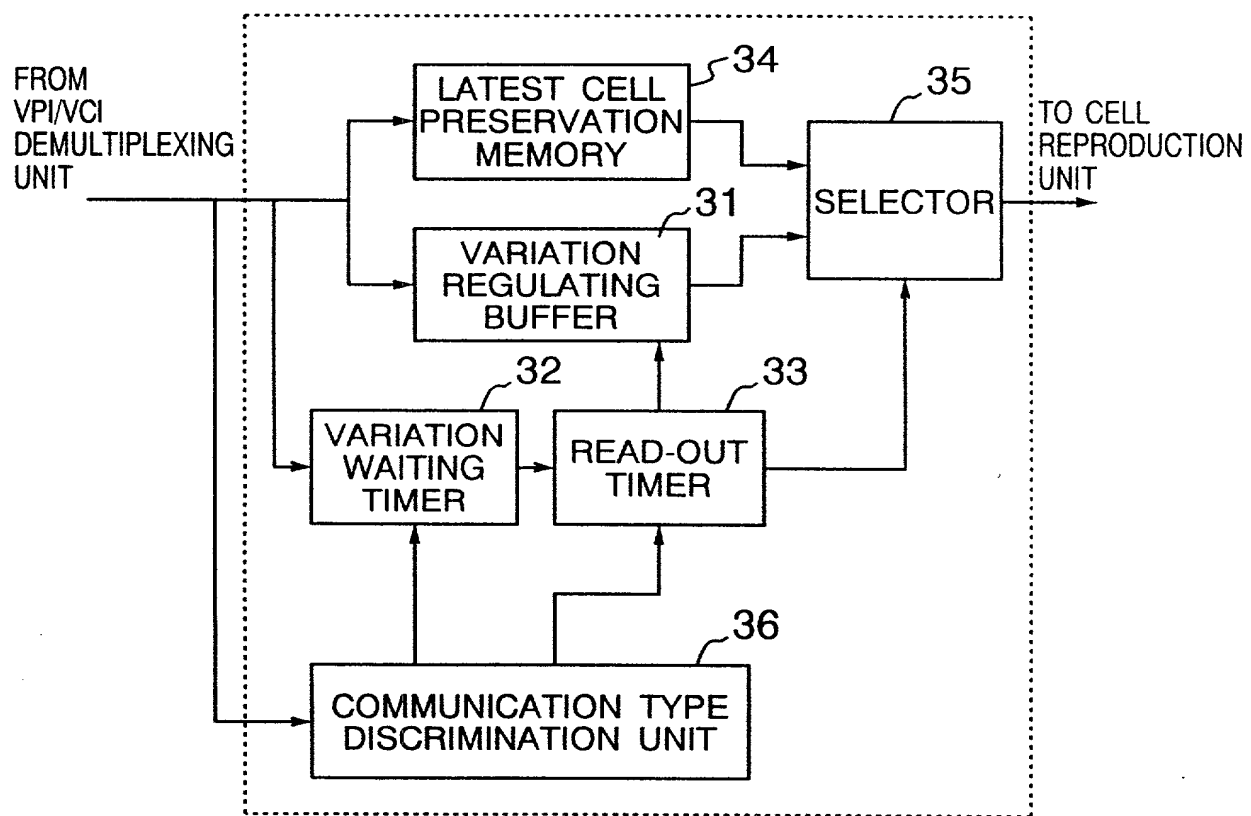 FROM
VPI/VCI
DEMULTIPLEXING
UNIT
34
LATEST CELL
PRESERVATION
MEMORY
35
SELECTOR
TO CELL
REPRODUCTION
UNIT
31
VARIATION
REGULATING
BUFFER
32
VARIATION
WAITING
TIMER
33
READ-OUT
TIMER
36
COMMUNICATION TYPE
DISCRIMINATION UNIT